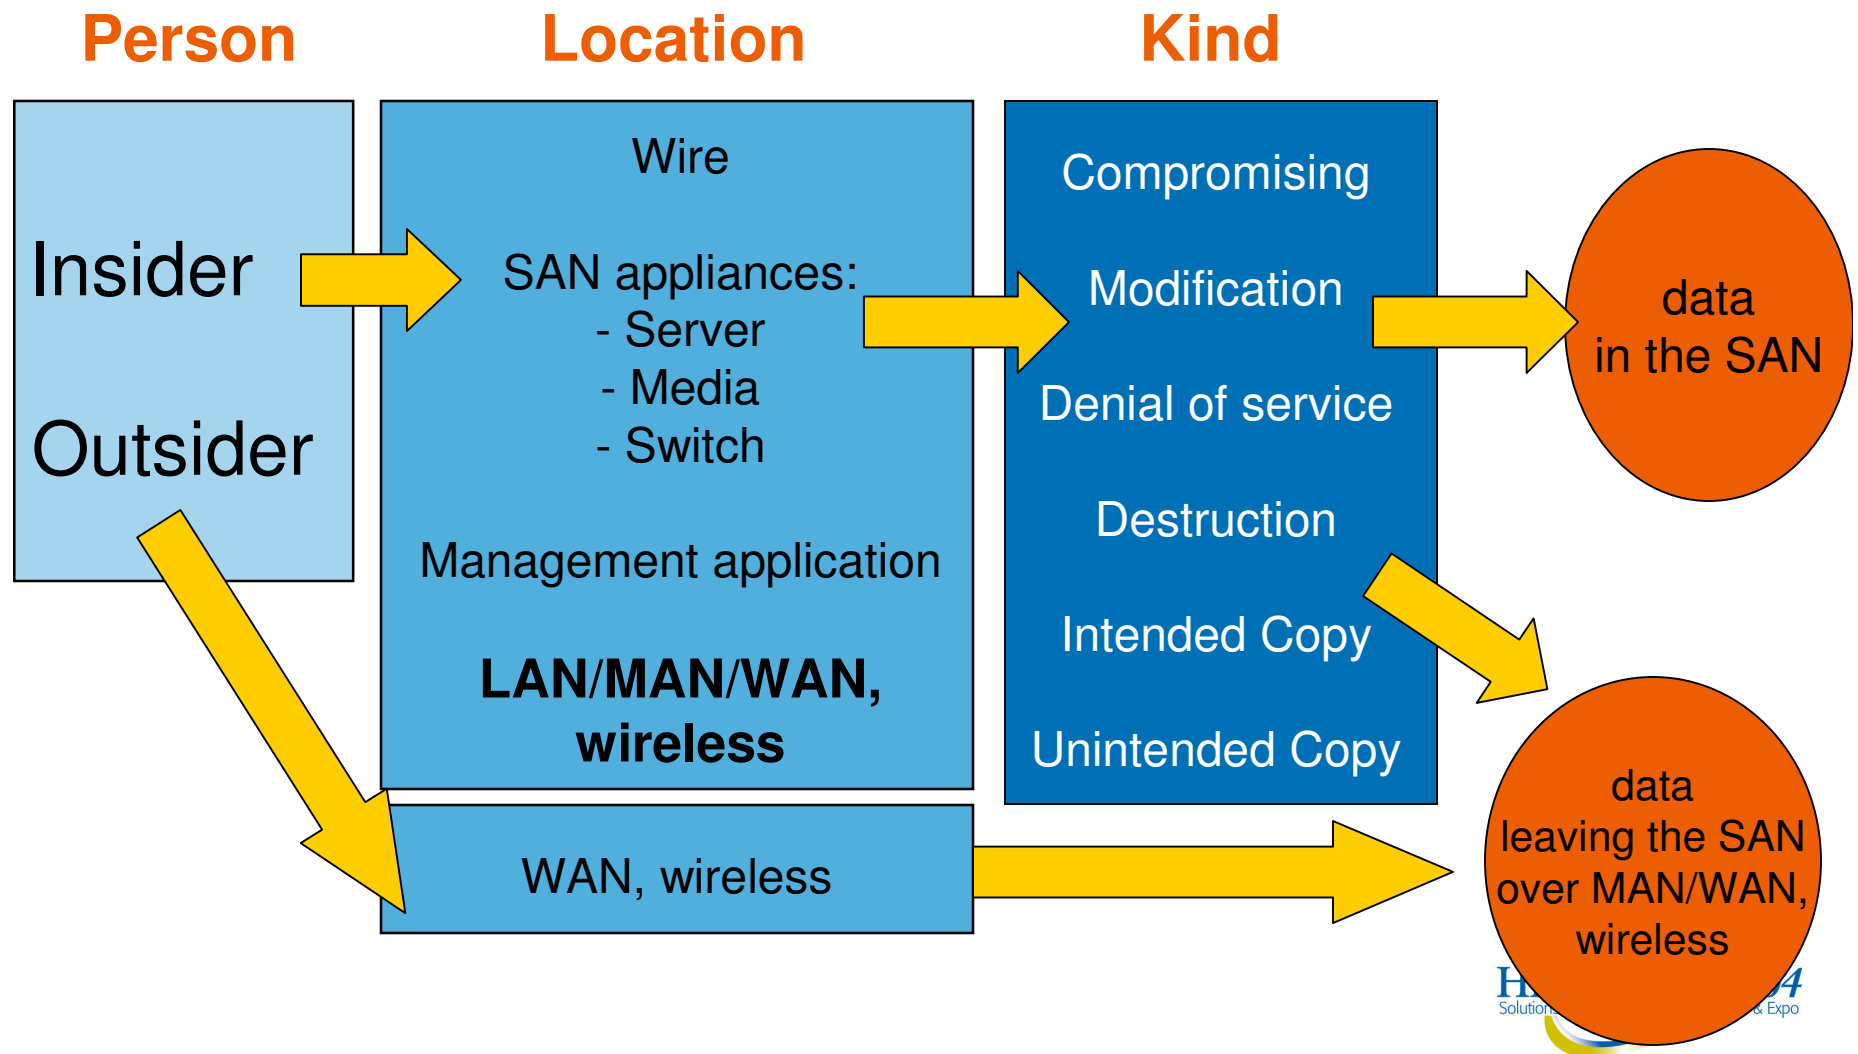 Person
Location
Kind
Insider
Outsider
Wire
SAN appliances:
- Server
- Media
- Switch
Management application
LAN/MAN/WAN,
wireless
WAN, wireless
Compromising
Modification
Denial of service
Destruction
Intended Copy
Unintended Copy
data
in the SAN
data
leaving the SAN
over MAN/WAN,
wireless
& Expo